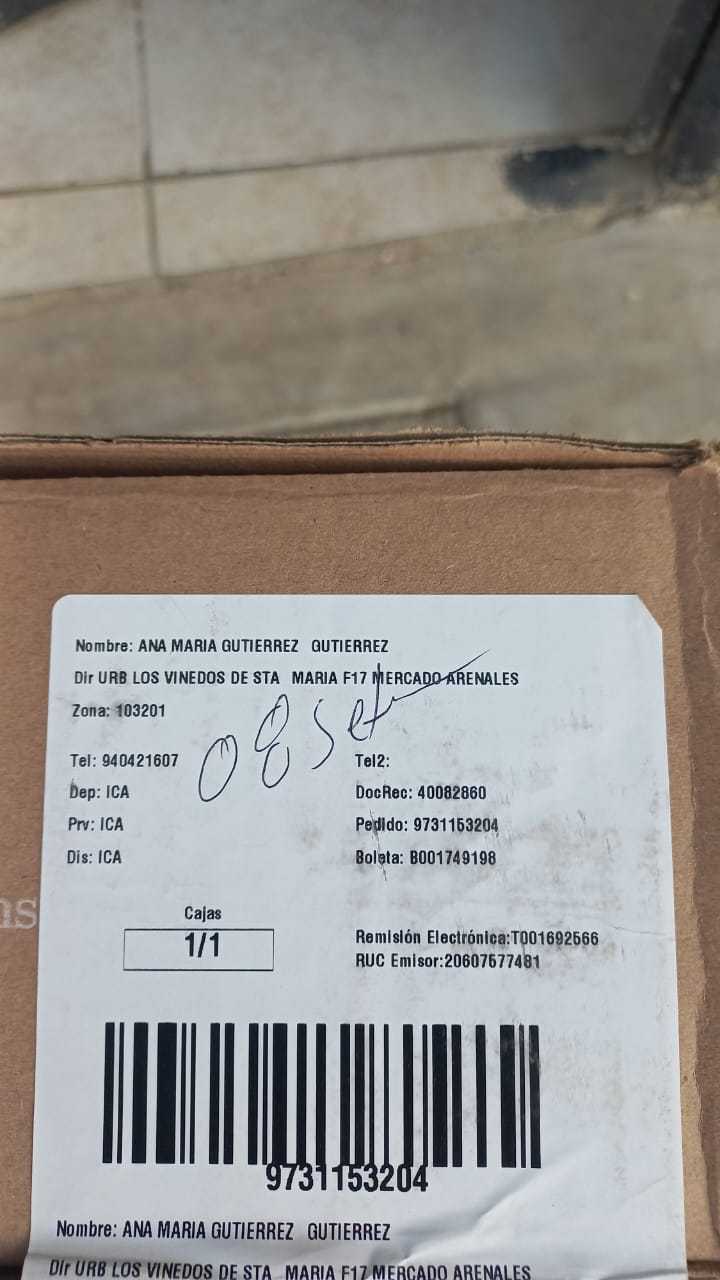 Nombre: ANA MARIA GUTIERREZ GUTIERREZ
Dir URB LOS VINEDOS DE STA MARIA F17 MERCADO ARENALES
Zona: 103201
08 Set
Tel: 940421607 Tel2:
Dep: ICA DocRec: 40082860
Prv: ICA Pedido: 9731153204
Dis: ICA Boleta: B001749198
ns
Cajas
1/1
Remisión Electrónica:T001692566
RUC Emisor:20607577481
9731153204
Nombre: ANA MARIA GUTIERREZ GUTIERREZ
Dir URB LOS VINEDOS DE STA MARIA F17 MERCADO ARENALES